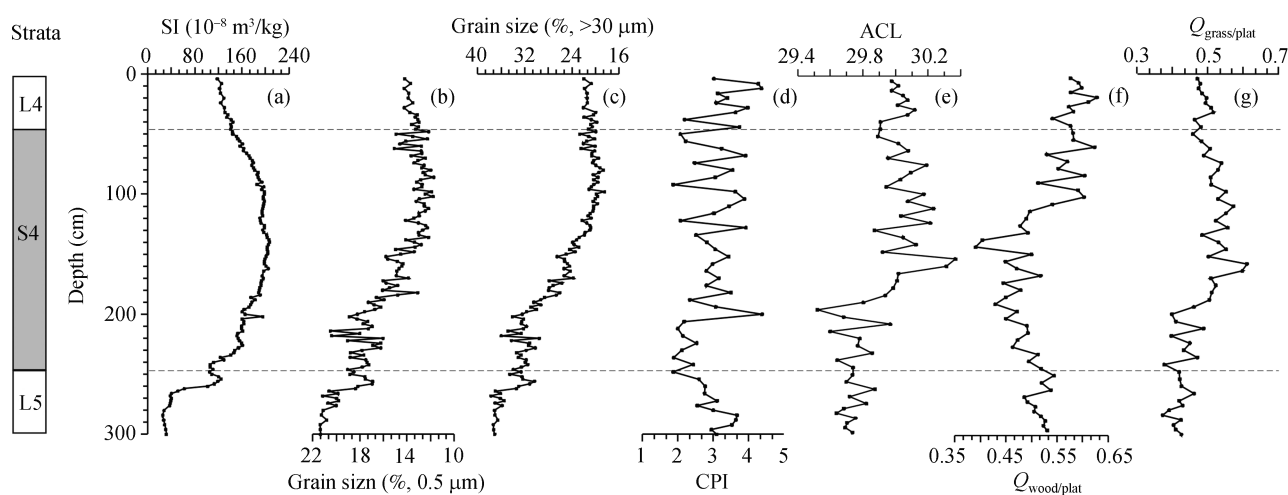 Strata
SI (10⁻⁸ m³/kg)
0 80 160 240
Grain size (%, >30 μm)
40 32 24 16
ACL
29.4 29.8 30.2
Qgrass/plat
0.3 0.5 0.7
L4
S4
L5
Depth (cm)
0
100
200
300
(a) (b) (c) (d) (e) (f) (g)
22 18 14 10
Grain sizn (%, 0.5 μm)
1 2 3 4 5
CPI
0.35 0.45 0.55 0.65
Qwood/plat